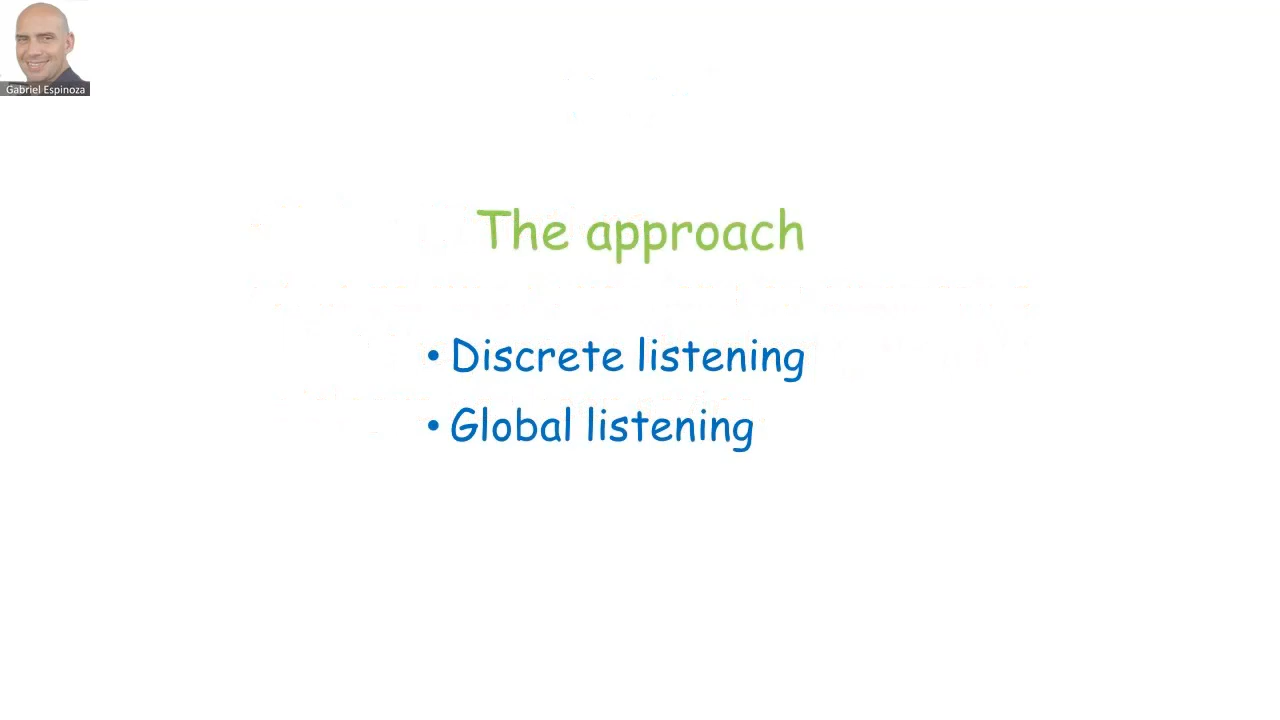 Gabriel Espinoza
The approach
• Discrete listening
• Global listening